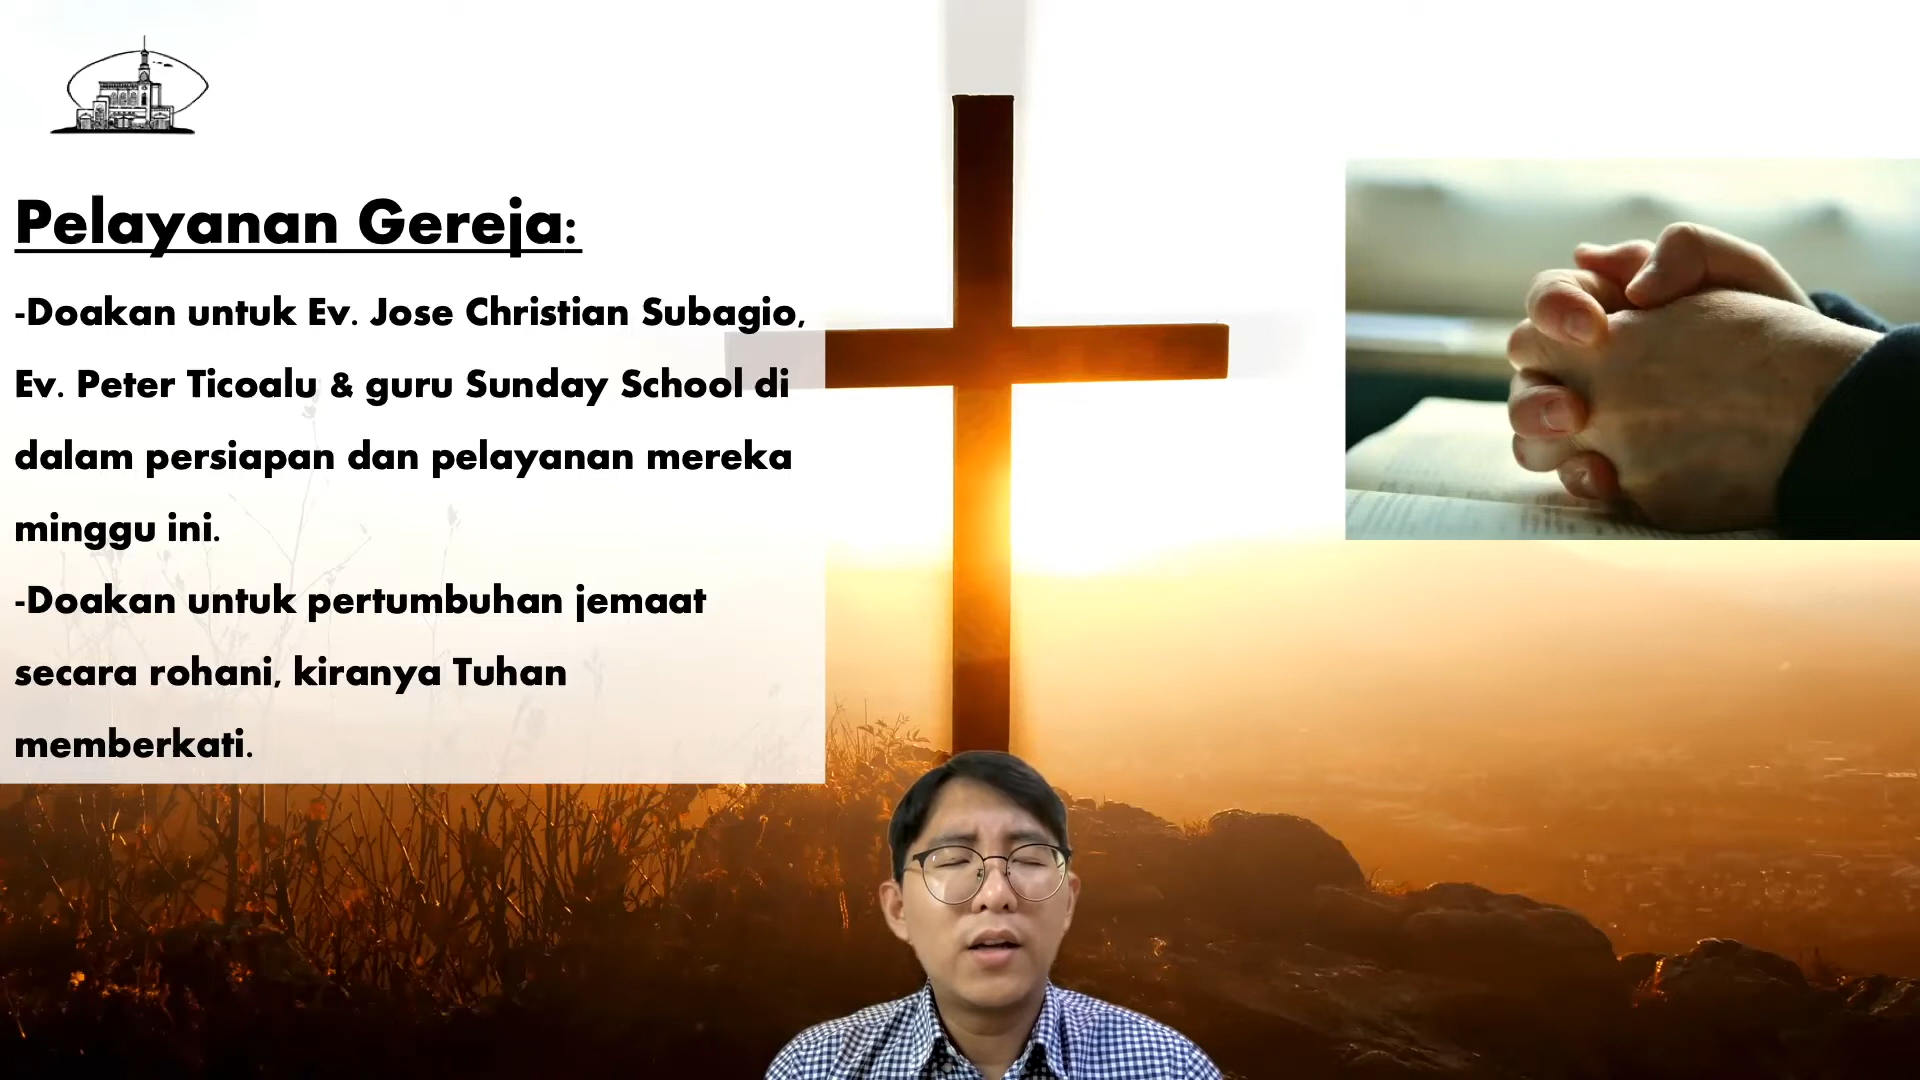 Pelayanan Gereja:
-Doakan untuk Ev. Jose Christian Subagio,
Ev. Peter Ticoalu & guru Sunday School di
dalam persiapan dan pelayanan mereka
minggu ini.
-Doakan untuk pertumbuhan jemaat
secara rohani, kiranya Tuhan
memberkati.